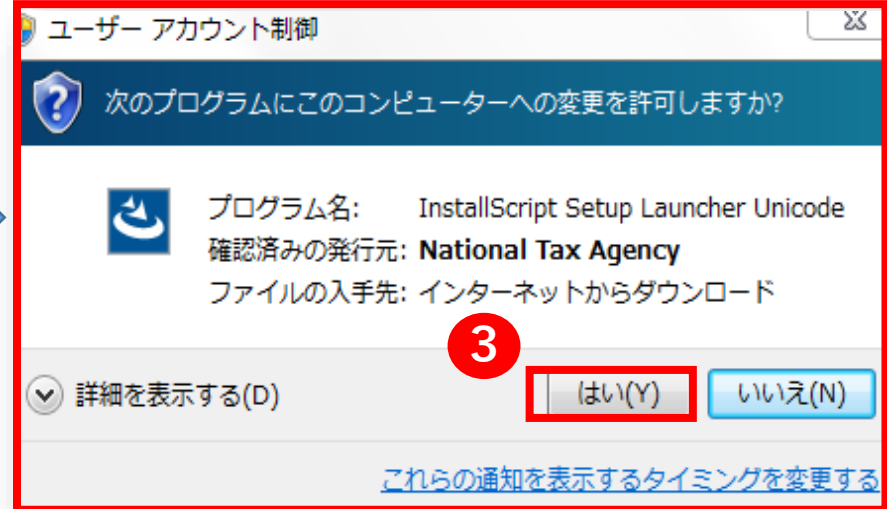 ユーザー アカウント制御
次のプログラムにこのコンピューターへの変更を許可しますか?
プログラム名: InstallScript Setup Launcher Unicode
確認済みの発行元: National Tax Agency
ファイルの入手先: インターネットからダウンロード
3
詳細を表示する(D) はい(Y) いいえ(N)
これらの通知を表示するタイミングを変更する